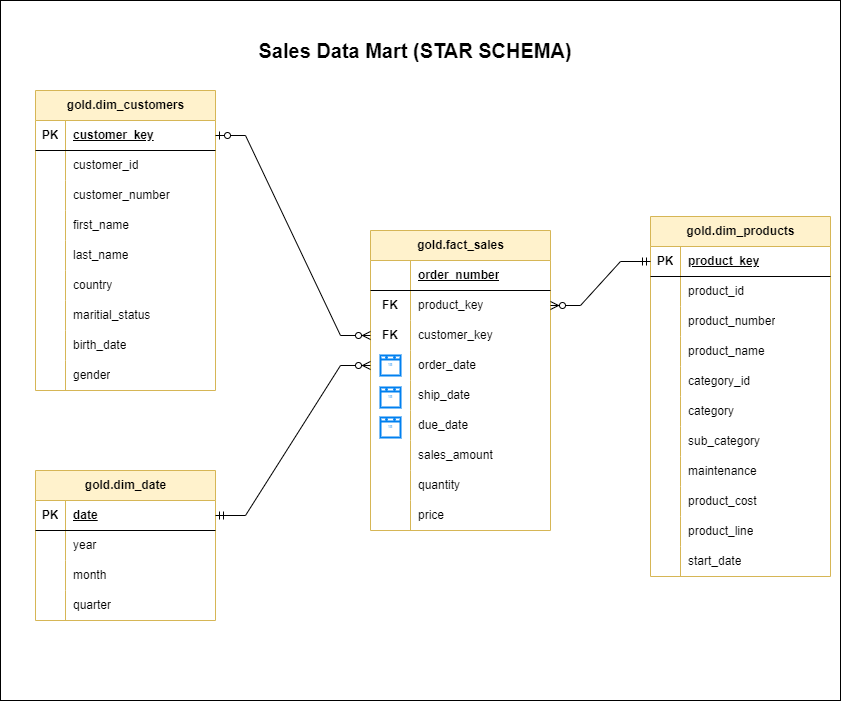 Sales Data Mart (STAR SCHEMA)
gold.dim_customers
PK customer_key
customer_id
customer_number
first_name
last_name
country
maritial_status
birth_date
gender
gold.dim_date
PK date
year
month
quarter
gold.fact_sales
order_number
FK product_key
FK customer_key
order_date
ship_date
due_date
sales_amount
quantity
price
gold.dim_products
PK product_key
product_id
product_number
product_name
category_id
category
sub_category
maintenance
product_cost
product_line
start_date